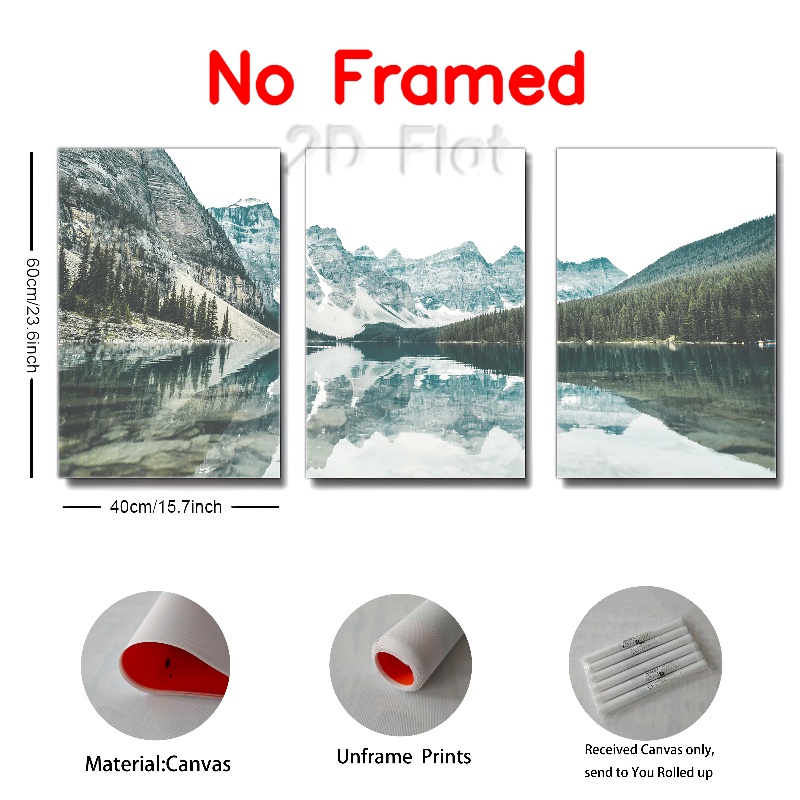 No Framed
2D Flat
60cm/23.6inch
40cm/15.7inch
Material:Canvas
Unframe Prints
Received Canvas only,
send to You Rolled up